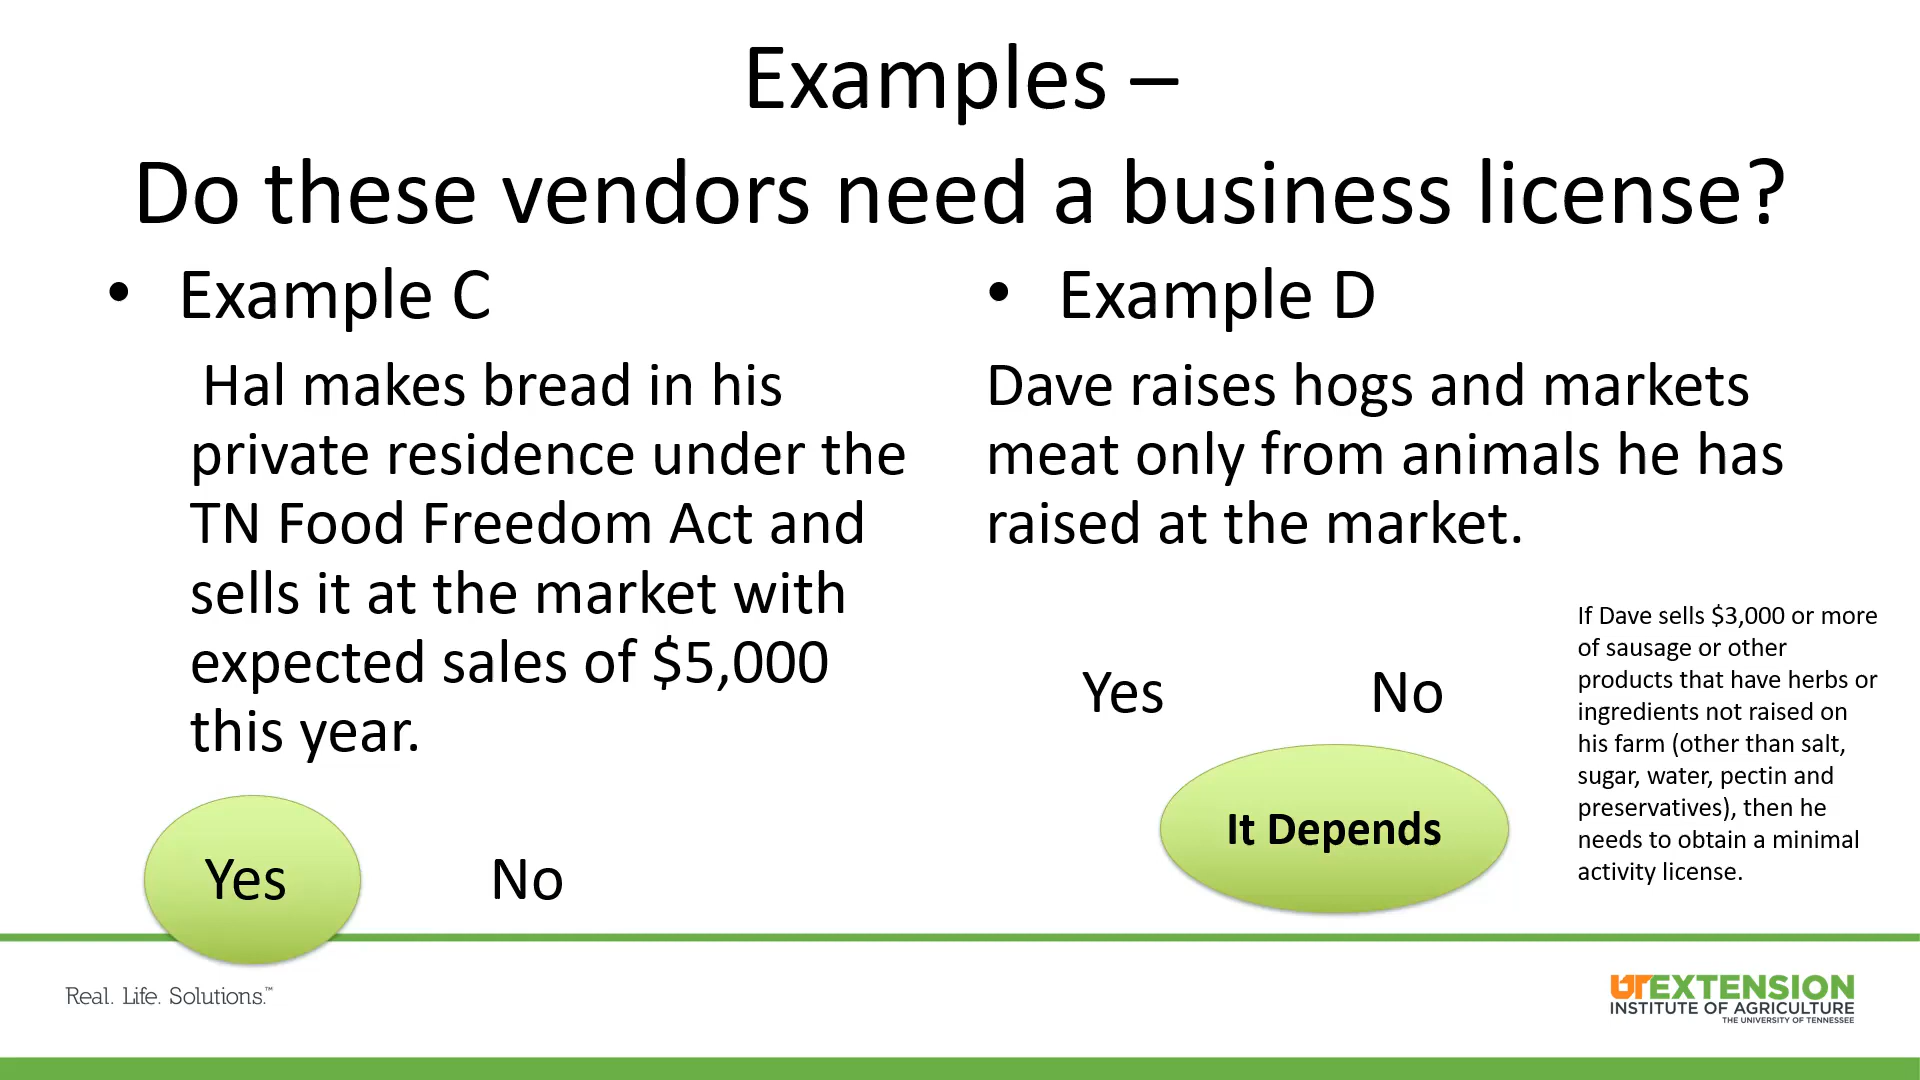 Examples –
Do these vendors need a business license?
• Example C
Hal makes bread in his
private residence under the
TN Food Freedom Act and
sells it at the market with
expected sales of $5,000
this year.
Yes No
• Example D
Dave raises hogs and markets
meat only from animals he has
raised at the market.
Yes No
It Depends
If Dave sells $3,000 or more
of sausage or other
products that have herbs or
ingredients not raised on
his farm (other than salt,
sugar, water, pectin and
preservatives), then he
needs to obtain a minimal
activity license.
Real. Life. Solutions.™
UTEXTENSION
INSTITUTE OF AGRICULTURE
THE UNIVERSITY OF TENNESSEE